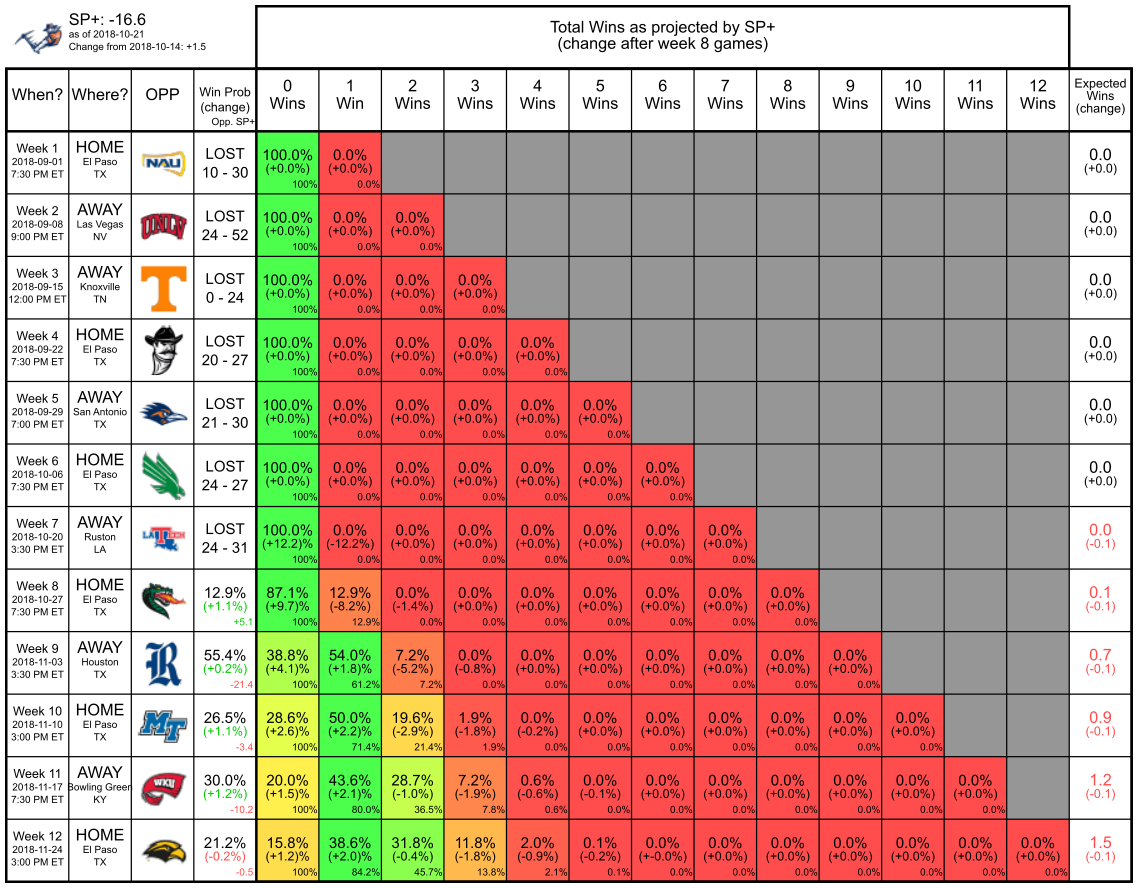 SP+: -16.6
as of 2018-10-21
Change from 2018-10-14: +1.5
Total Wins as projected by SP+
(change after week 8 games)
When? Where? OPP Win Prob (change) Opp. SP+ 0 Wins 1 Win 2 Wins 3 Wins 4 Wins 5 Wins 6 Wins 7 Wins 8 Wins 9 Wins 10 Wins 11 Wins 12 Wins Expected Wins (change)
Week 1 HOME LOST 100.0% 0.0% 0.0
2018-09-01 El Paso NAU 10 - 30 (+0.0%) (+0.0%) (+0.0)
7:30 PM ET TX 100% 0.0%
Week 2 AWAY LOST 100.0% 0.0% 0.0% 0.0
2018-09-08 Las Vegas UNLV 24 - 52 (+0.0%) (+0.0%) (+0.0%) (+0.0)
9:00 PM ET NV 100% 0.0% 0.0%
Week 3 AWAY LOST 100.0% 0.0% 0.0% 0.0% 0.0
2018-09-15 Knoxville T 0 - 24 (+0.0%) (+0.0%) (+0.0%) (+0.0%) (+0.0)
12:00 PM ET TN 100% 0.0% 0.0% 0.0%
Week 4 HOME LOST 100.0% 0.0% 0.0% 0.0% 0.0% 0.0
2018-09-22 El Paso 20 - 27 (+0.0%) (+0.0%) (+0.0%) (+0.0%) (+0.0%) (+0.0)
7:30 PM ET TX 100% 0.0% 0.0% 0.0% 0.0%
Week 5 AWAY LOST 100.0% 0.0% 0.0% 0.0% 0.0% 0.0% 0.0
2018-09-29 San Antonio 21 - 30 (+0.0%) (+0.0%) (+0.0%) (+0.0%) (+0.0%) (+0.0%) (+0.0)
7:00 PM ET TX 100% 0.0% 0.0% 0.0% 0.0% 0.0%
Week 6 HOME LOST 100.0% 0.0% 0.0% 0.0% 0.0% 0.0% 0.0% 0.0
2018-10-06 El Paso 24 - 27 (+0.0%) (+0.0%) (+0.0%) (+0.0%) (+0.0%) (+0.0%) (+0.0%) (+0.0)
7:30 PM ET TX 100% 0.0% 0.0% 0.0% 0.0% 0.0% 0.0%
Week 7 AWAY LOST 100.0% 0.0% 0.0% 0.0% 0.0% 0.0% 0.0% 0.0% 0.0
2018-10-20 Ruston LA TECH 24 - 31 (+12.2)% (-12.2%) (+0.0%) (+0.0%) (+0.0%) (+0.0%) (+0.0%) (+0.0%) (-0.1)
3:30 PM ET LA 100% 0.0% 0.0% 0.0% 0.0% 0.0% 0.0% 0.0%
Week 8 HOME 12.9% 87.1% 12.9% 0.0% 0.0% 0.0% 0.0% 0.0% 0.0% 0.0% 0.1
2018-10-27 El Paso (+1.1%) (+9.7)% (-8.2%) (-1.4%) (+0.0%) (+0.0%) (+0.0%) (+0.0%) (+0.0%) (+0.0%) (-0.1)
7:30 PM ET TX +5.1 100% 12.9% 0.0% 0.0% 0.0% 0.0% 0.0% 0.0% 0.0%
Week 9 AWAY 55.4% 38.8% 54.0% 7.2% 0.0% 0.0% 0.0% 0.0% 0.0% 0.0% 0.0% 0.7
2018-11-03 Houston R (+0.2%) (+4.1)% (+1.8)% (-5.2%) (-0.8%) (+0.0%) (+0.0%) (+0.0%) (+0.0%) (+0.0%) (+0.0%) (-0.1)
3:30 PM ET TX -21.4 100% 61.2% 7.2% 0.0% 0.0% 0.0% 0.0% 0.0% 0.0% 0.0%
Week 10 HOME 26.5% 28.6% 50.0% 19.6% 1.9% 0.0% 0.0% 0.0% 0.0% 0.0% 0.0% 0.0% 0.9
2018-11-10 El Paso MT (+1.1%) (+2.6)% (+2.2)% (-2.9%) (-1.8%) (-0.2%) (+0.0%) (+0.0%) (+0.0%) (+0.0%) (+0.0%) (+0.0%) (-0.1)
3:00 PM ET TX -3.4 100% 71.4% 21.4% 1.9% 0.0% 0.0% 0.0% 0.0% 0.0% 0.0% 0.0%
Week 11 AWAY 30.0% 20.0% 43.6% 28.7% 7.2% 0.6% 0.0% 0.0% 0.0% 0.0% 0.0% 0.0% 0.0% 1.2
2018-11-17 Bowling Green WKU (+1.2%) (+1.5)% (+2.1)% (-1.0%) (-1.9%) (-0.6%) (-0.1%) (+0.0%) (+0.0%) (+0.0%) (+0.0%) (+0.0%) (+0.0%) (-0.1)
7:30 PM ET KY -10.2 100% 80.0% 36.5% 7.8% 0.6% 0.0% 0.0% 0.0% 0.0% 0.0% 0.0% 0.0%
Week 12 HOME 21.2% 15.8% 38.6% 31.8% 11.8% 2.0% 0.1% 0.0% 0.0% 0.0% 0.0% 0.0% 0.0% 0.0% 1.5
2018-11-24 El Paso (-0.2%) (+1.2)% (+2.0)% (-0.4%) (-1.8%) (-0.9%) (-0.2%) (+-0.0%) (+0.0%) (+0.0%) (+0.0%) (+0.0%) (+0.0%) (+0.0%) (-0.1)
3:00 PM ET TX -0.5 100% 84.2% 45.7% 13.8% 2.1% 0.1% 0.0% 0.0% 0.0% 0.0% 0.0% 0.0% 0.0%